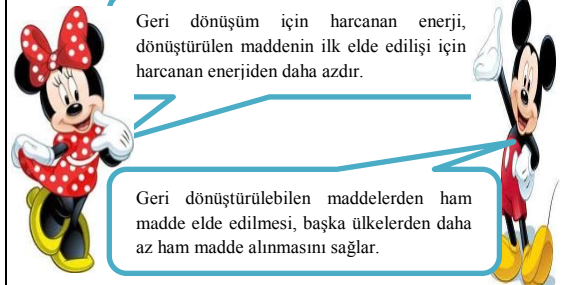 Geri dönüşüm için harcanan enerji,
dönüştürülen maddenin ilk elde edilişi için
harcanan enerjiden daha azdır.
Geri dönüştürülebilen maddelerden ham
madde elde edilmesi, başka ülkelerden daha
az ham madde alınmasını sağlar.